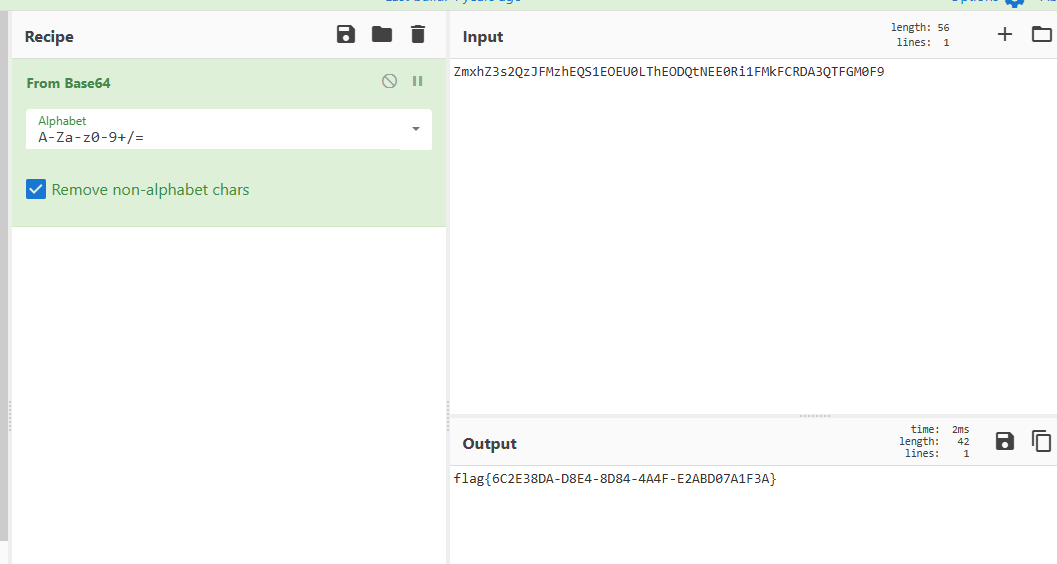 Recipe
From Base64
Alphabet
A-Za-z0-9+/=
Remove non-alphabet chars
Input
length: 56
lines: 1
ZmxhZ3s2QzJFMzhEQS1EOEU0LThEODQtNEE0Ri1FMkFCRDA3QTFGM0F9
Output
time: 2ms
length: 42
lines: 1
flag{6C2E38DA-D8E4-8D84-4A4F-E2ABD07A1F3A}